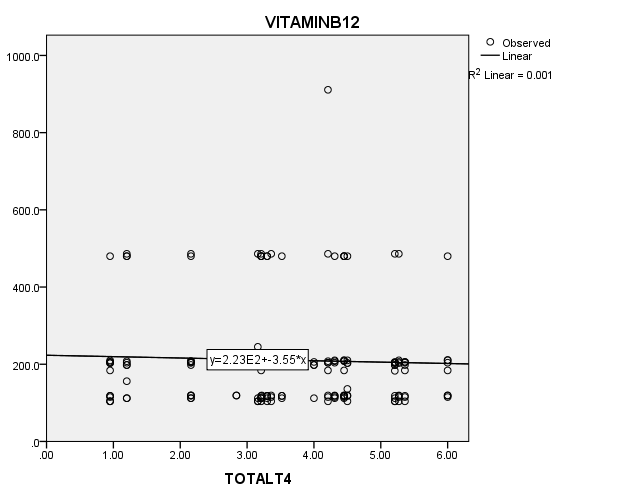 VITAMINB12
1000.0
800.0
600.0
400.0
200.0
.0
Observed
Linear
R2 Linear = 0.001
y=2.23E2+-3.55*x
.00 1.00 2.00 3.00 4.00 5.00 6.00
TOTALT4